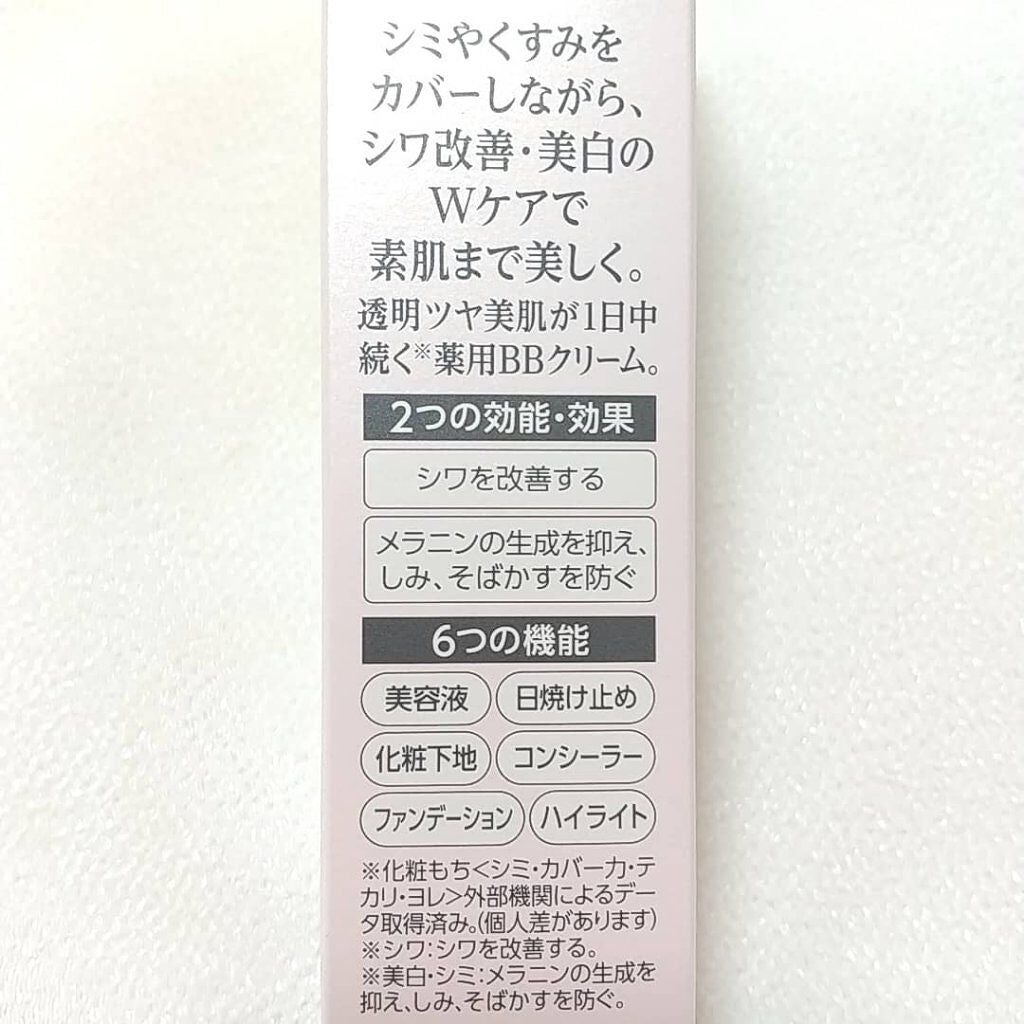 シミやくすみを
カバーしながら、
シワ改善・美白の
Wケアで
素肌まで美しく。
透明ツヤ美肌が1日中
続く※薬用BBクリーム。
2つの効能・効果
シワを改善する
メラニンの生成を抑え、
しみ、そばかすを防ぐ
6つの機能
美容液 日焼け止め
化粧下地 コンシーラー
ファンデーション ハイライト
※化粧もち<シミ・カバー力・テ
カリ・ヨレ>外部機関によるデー
タ取得済み。(個人差があります)
※シワ:シワを改善する。
※美白・シミ:メラニンの生成を
抑え、しみ、そばかすを防ぐ。